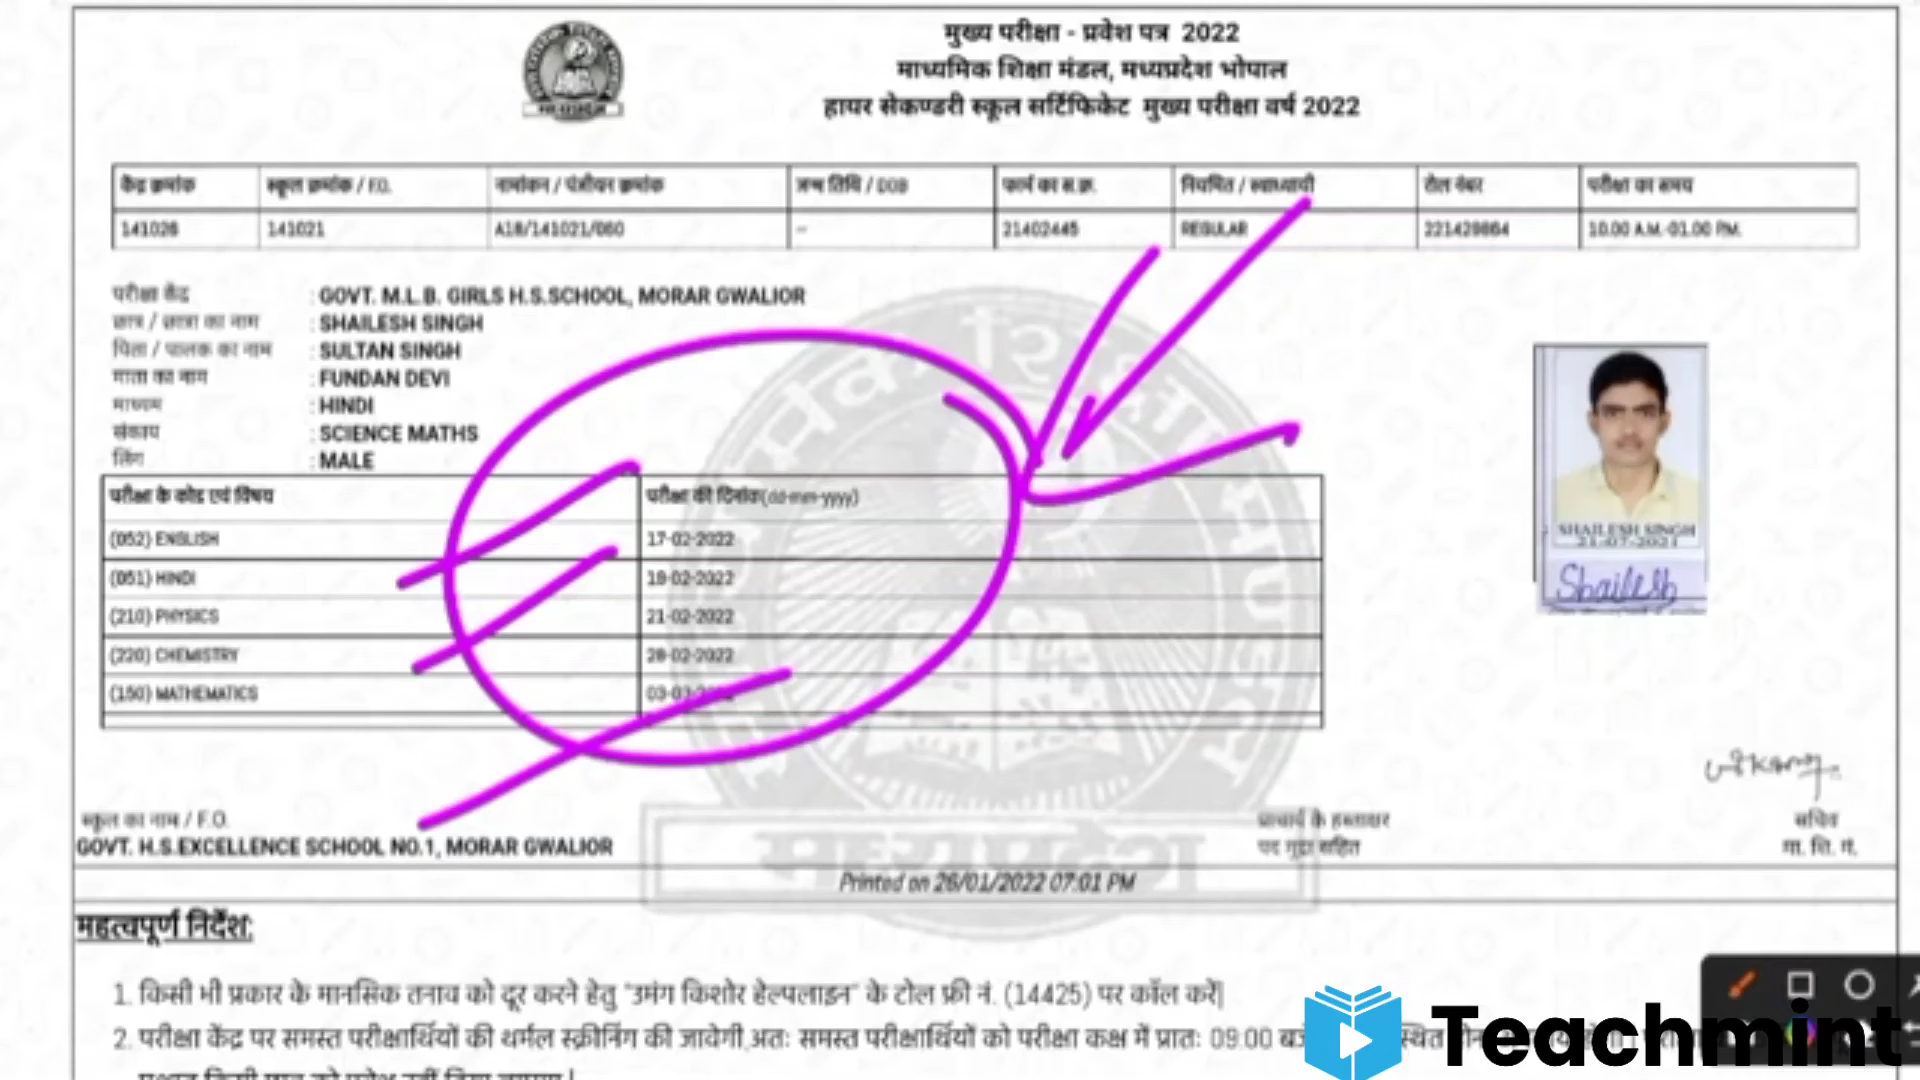 मुख्य परीक्षा - प्रवेश पत्र 2022
माध्यमिक शिक्षा मंडल, मध्यप्रदेश भोपाल
हायर सेकण्डरी स्कूल सर्टिफिकेट मुख्य परीक्षा वर्ष 2022
केंद्र क्रमांक स्कूल क्रमांक / F.O. नामांकन / पंजीयन क्रमांक जन्म तिथि / DOB फार्म का स.क्र. नियमित / स्वाध्यायी रोल नंबर परीक्षा का समय
141026 141021 A18/141021/060 -- 21402445 REGULAR 221429864 10.00 A.M.-01.00 P.M.
परीक्षा केंद्र : GOVT. M.L.B. GIRLS H.S.SCHOOL, MORAR GWALIOR
छात्र / छात्रा का नाम : SHAILESH SINGH
पिता / पालक का नाम : SULTAN SINGH
माता का नाम : FUNDAN DEVI
माध्यम : HINDI
संकाय : SCIENCE MATHS
लिंग : MALE
परीक्षा के कोड एवं विषय परीक्षा की दिनांक(dd-mm-yyyy)
(052) ENGLISH 17-02-2022
(051) HINDI 19-02-2022
(210) PHYSICS 21-02-2022
(220) CHEMISTRY 28-02-2022
(150) MATHEMATICS
SHAILESH SINGH
21-07-2021
Shailesh
स्कूल का नाम / F.O.
GOVT. H.S.EXCELLENCE SCHOOL NO.1, MORAR GWALIOR
प्राचार्य के हस्ताक्षर
पद मुद्रा सहित
सचिव
मा. शि. मं.
Printed on 26/01/2022 07:01 PM
महत्वपूर्ण निर्देश:
1. किसी भी प्रकार के मानसिक तनाव को दूर करने हेतु "उमंग किशोर हेल्पलाइन" के टोल फ्री नं. (14425) पर कॉल करें|
2. परीक्षा केंद्र पर समस्त परीक्षार्थियों की थर्मल स्क्रीनिंग की जावेगी,अतः समस्त परीक्षार्थियों को परीक्षा कक्ष में प्रातः 09:00
Teachmint